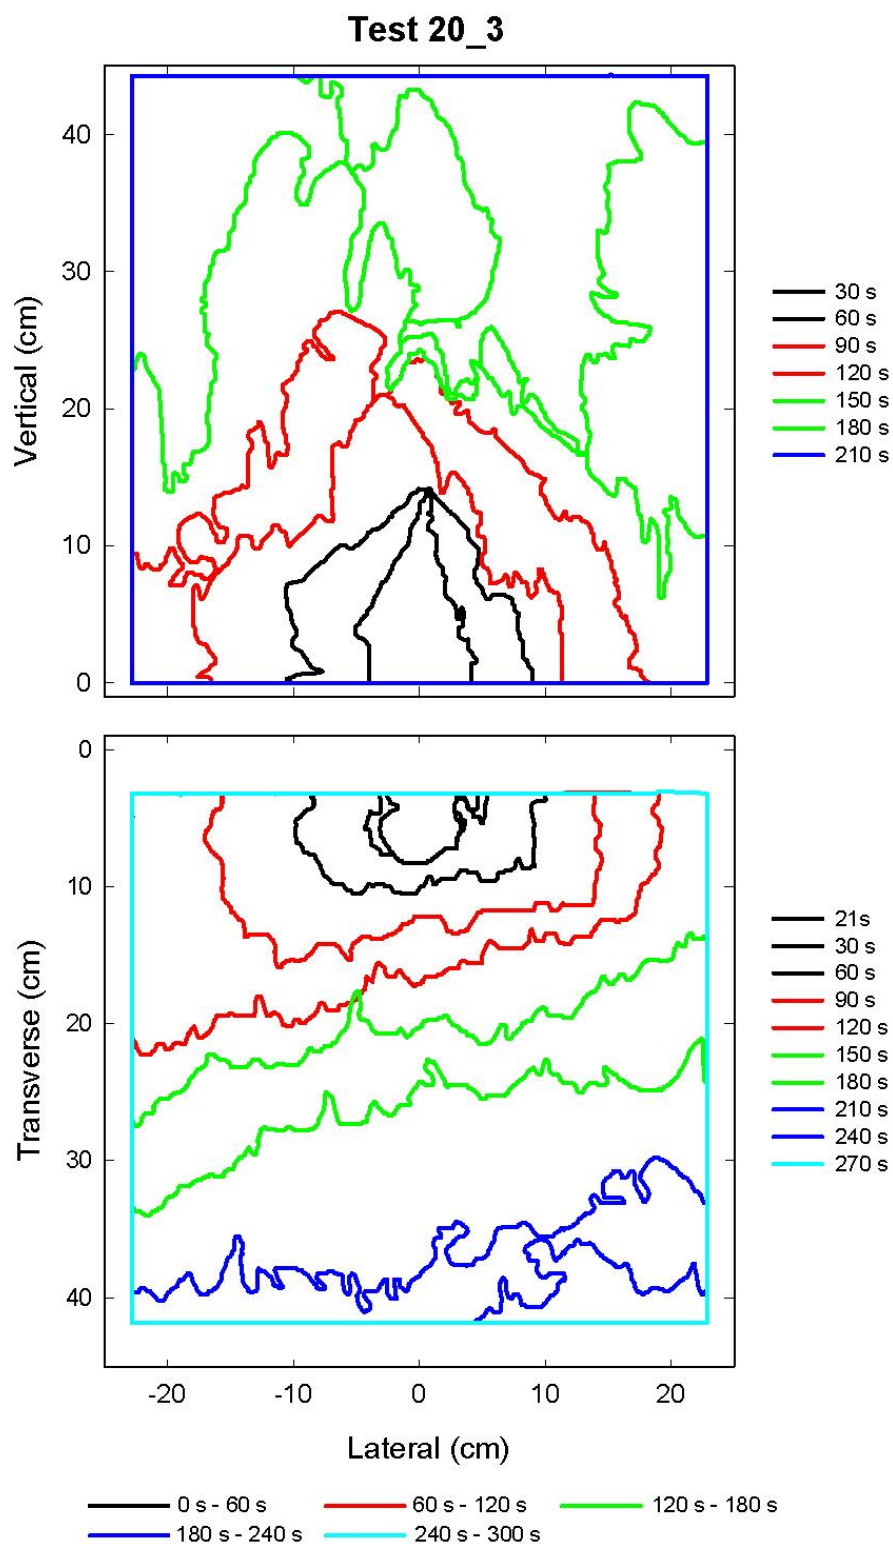 Test 20_3
40
30
20
10
0
Vertical (cm)
30 s
60 s
90 s
120 s
150 s
180 s
210 s
0
10
20
30
40
Transverse (cm)
21s
30 s
60 s
90 s
120 s
150 s
180 s
210 s
240 s
270 s
-20 -10 0 10 20
Lateral (cm)
0 s - 60 s 60 s - 120 s 120 s - 180 s
180 s - 240 s 240 s - 300 s